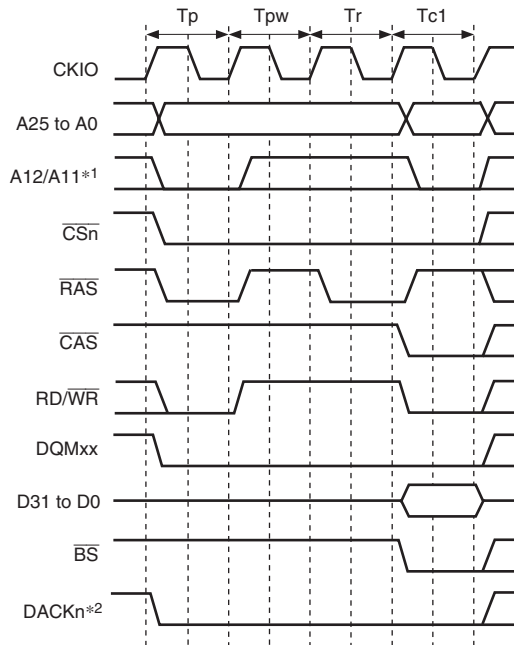 Tp Tpw Tr Tc1
CKIO
A25 to A0
A12/A11*1
CSn
RAS
CAS
RD/WR
DQMxx
D31 to D0
BS
DACKn*2